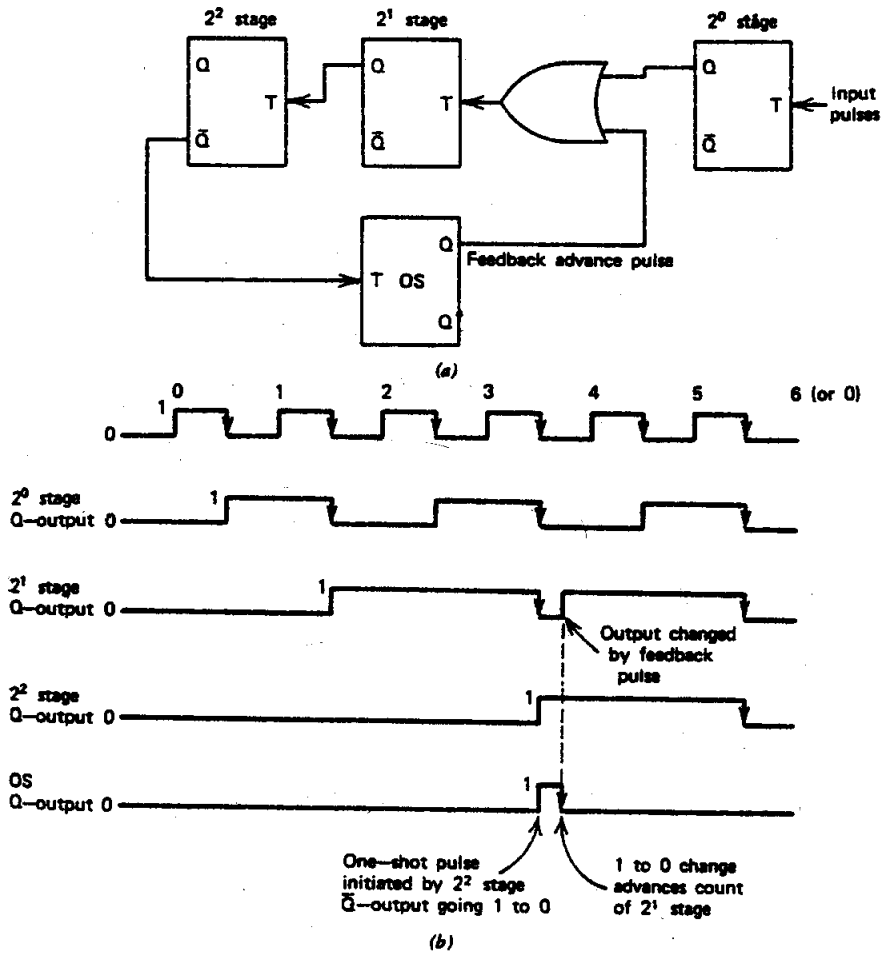 2² stage
2¹ stage
2⁰ stage
Q
T
Q̄
Q
T
Q̄
Q
T
Q̄
Input
pulses
Q
T OS
Q
Feedback advance pulse
(a)
0 1 2 3 4 5 6 (or 0)
1
0
2⁰ stage
Q—output 0
1
2¹ stage
Q—output 0
1
Output changed
by feedback
pulse
2² stage
Q—output 0
1
OS
Q—output 0
1
One—shot pulse
initiated by 2² stage
Q̄—output going 1 to 0
1 to 0 change
advances count
of 2¹ stage
(b)